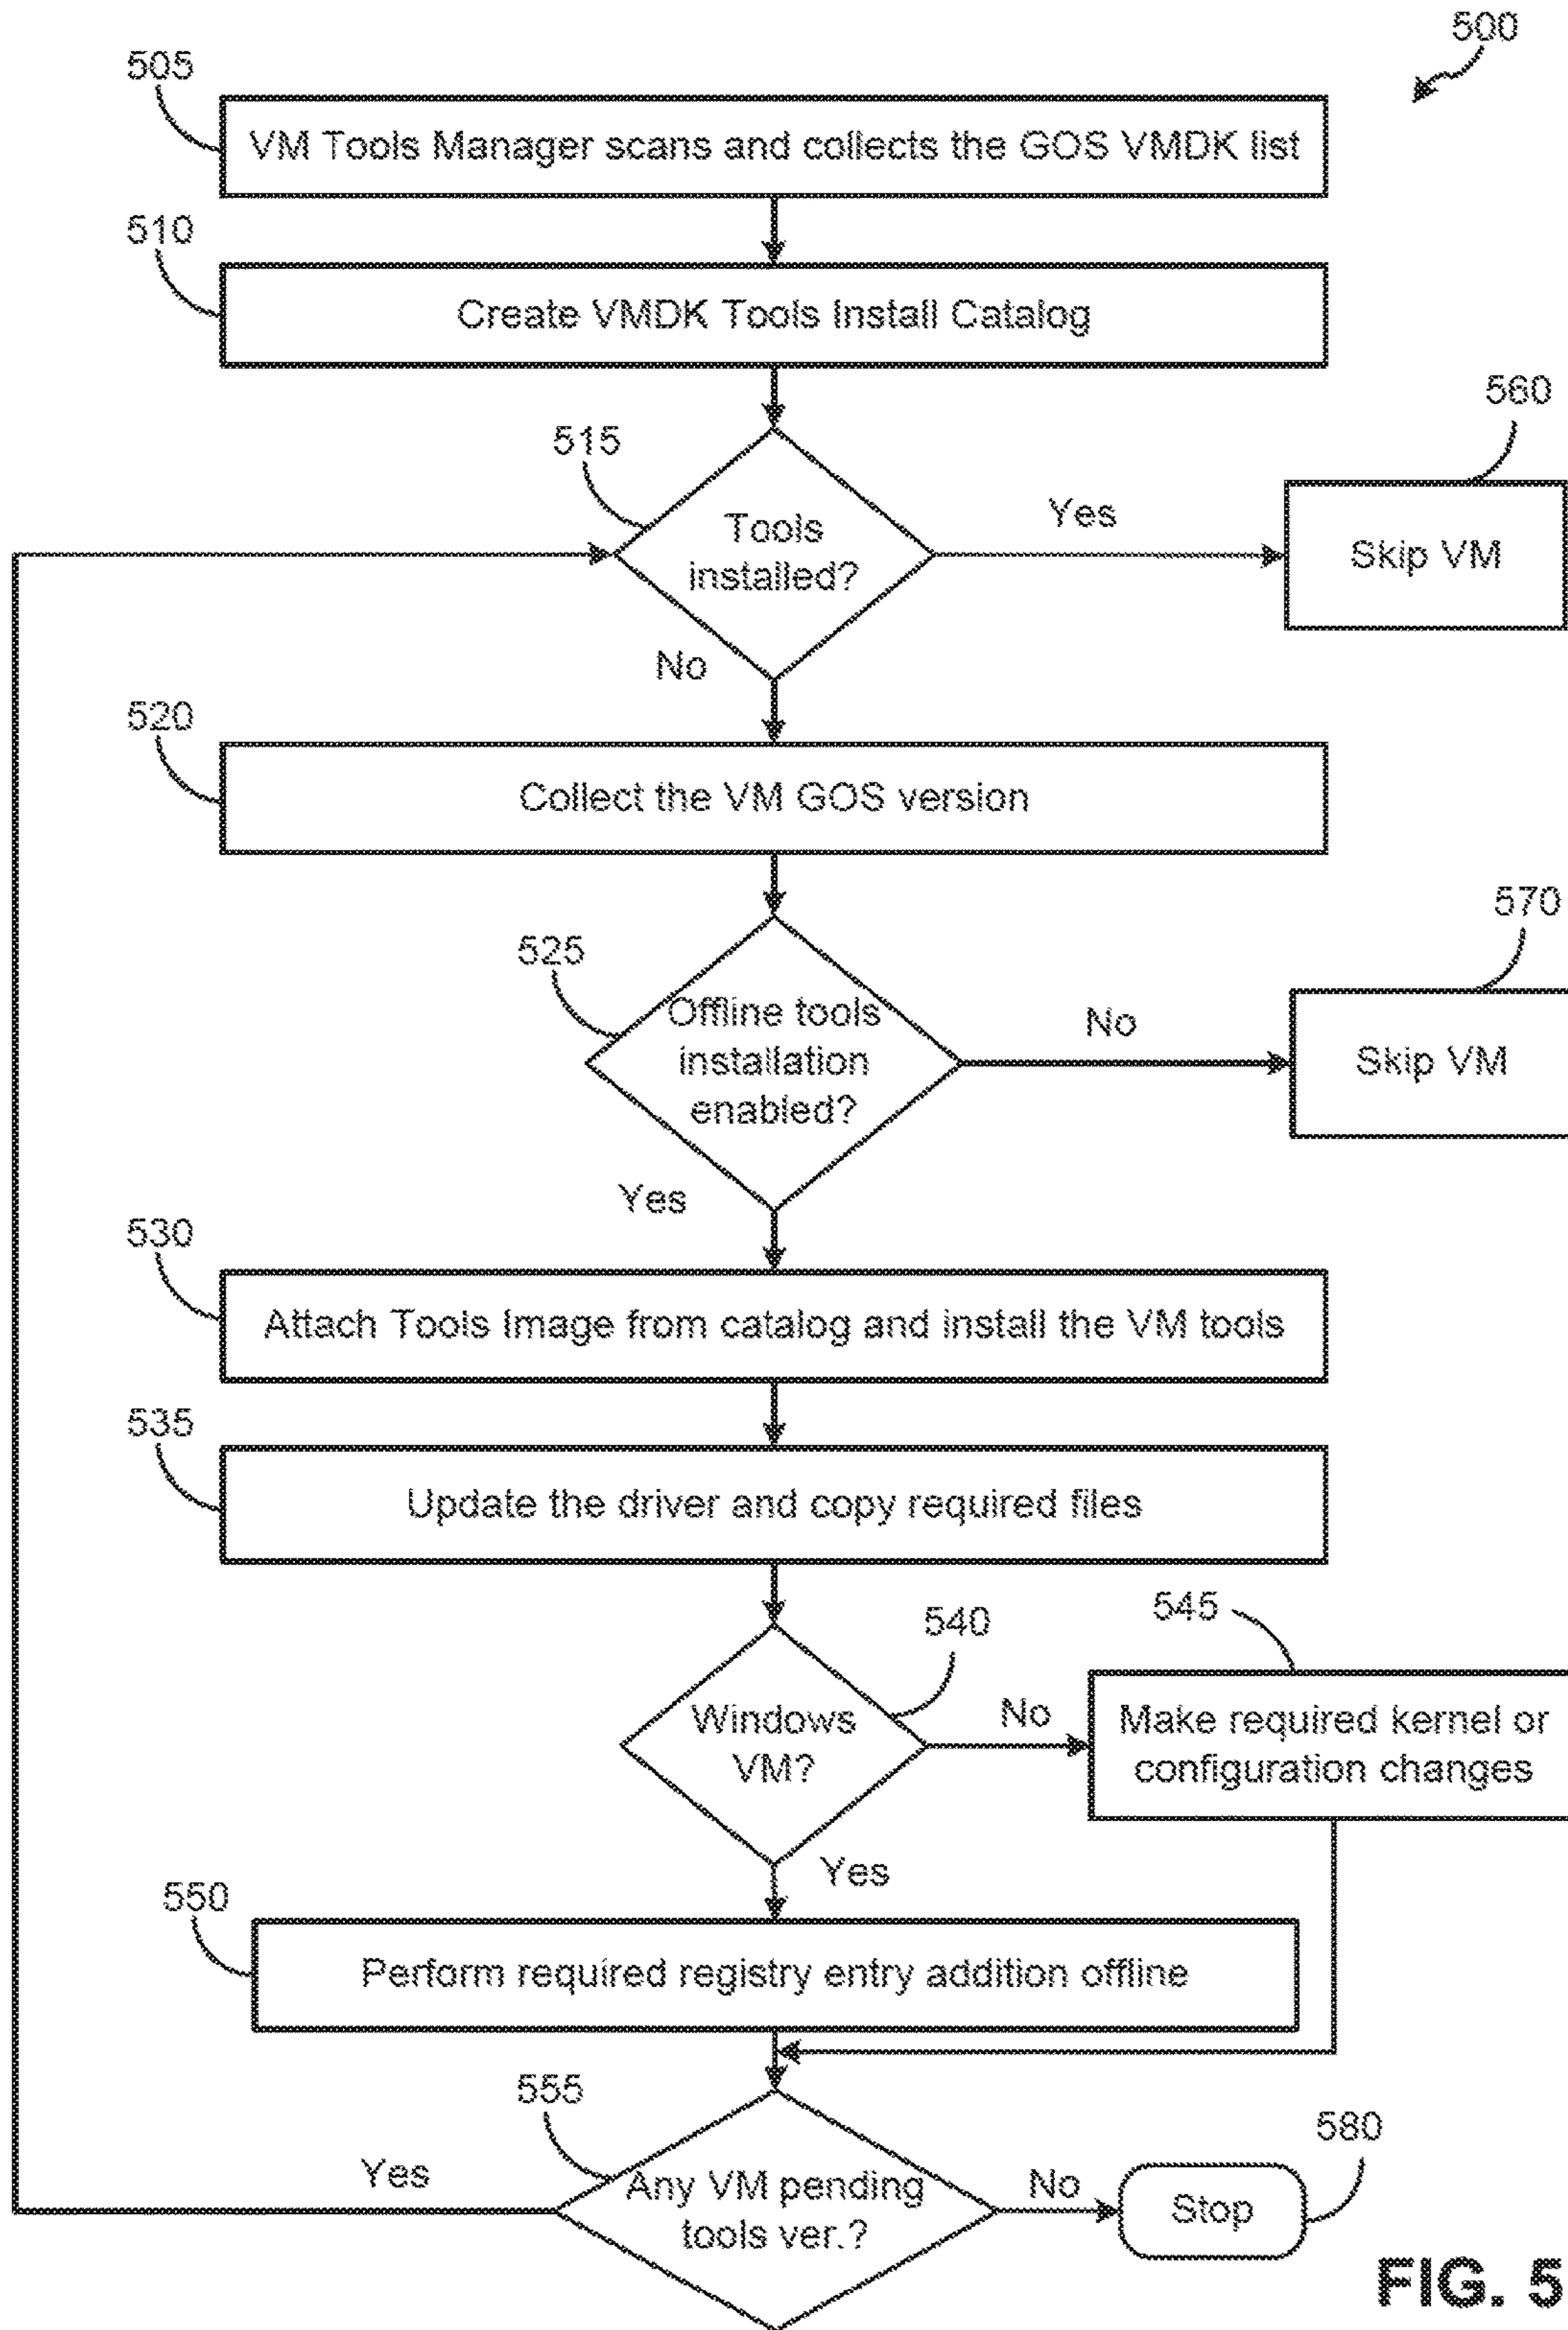 500
505
VM Tools Manager scans and collects the GOS VMDK list
510
Create VMDK Tools Install Catalog
560
515
Tools
installed?
Yes
Skip VM
No
520
Collect the VM GOS version
570
525
Offline tools
installation
enabled?
No
Skip VM
Yes
530
Attach Tools Image from catalog and install the VM tools
535
Update the driver and copy required files
540
545
Windows
VM?
No
Make required kernel or
configuration changes
Yes
550
Perform required registry entry addition offline
555
580
Yes
Any VM pending
tools ver.?
No
Stop
FIG. 5